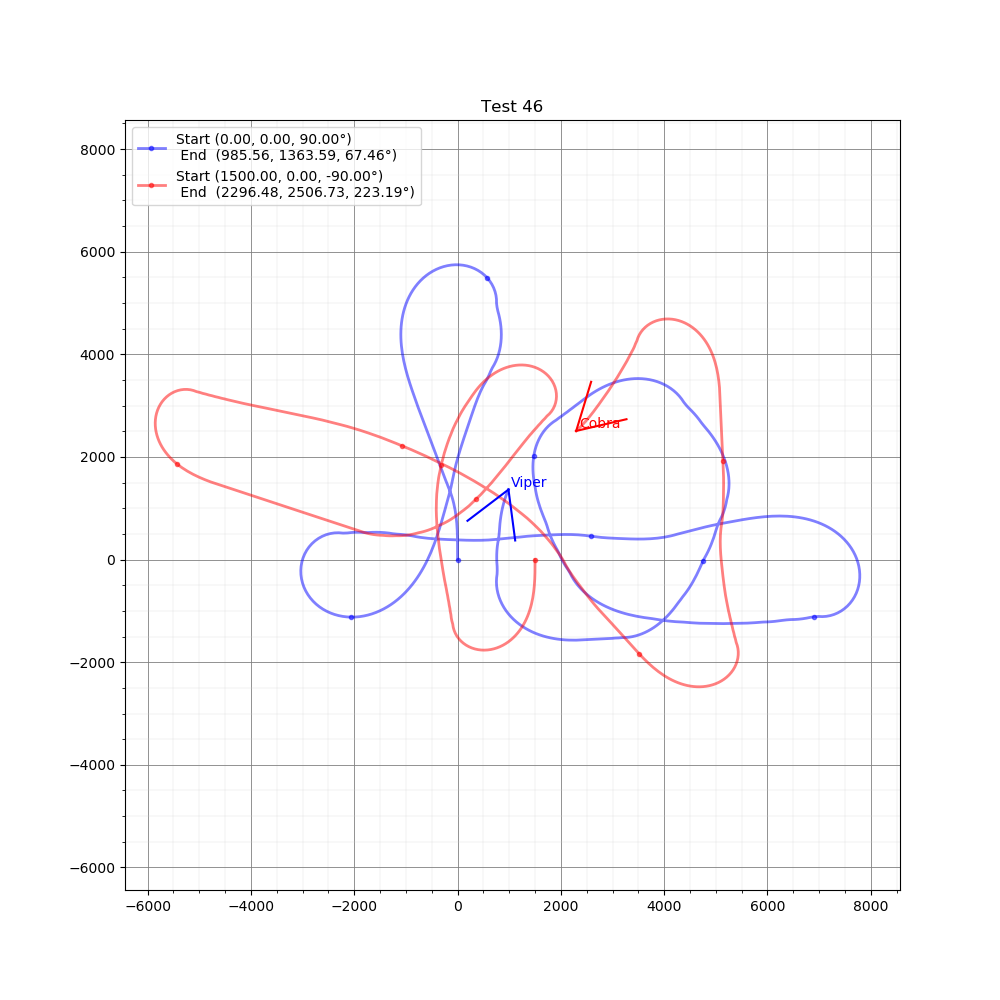 Test 46
Start (0.00, 0.00, 90.00°)
End  (985.56, 1363.59, 67.46°)
Start (1500.00, 0.00, -90.00°)
End  (2296.48, 2506.73, 223.19°)
8000
6000
4000
2000
0
−2000
−4000
−6000
Cobra
Viper
−6000 −4000 −2000 0 2000 4000 6000 8000